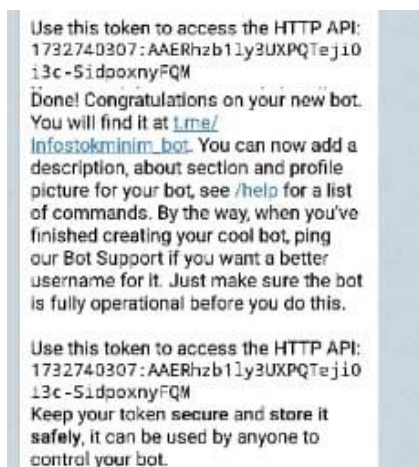 Use this token to access the HTTP API:
1732740307:AAERhzb1ly3UXPQTeji0
i3c-SidpoxnyFQM
Done! Congratulations on your new bot.
You will find it at t.me/
Infostokminim_bot. You can now add a
description, about section and profile
picture for your bot, see /help for a list
of commands. By the way, when you've
finished creating your cool bot, ping
our Bot Support if you want a better
username for it. Just make sure the bot
is fully operational before you do this.
Use this token to access the HTTP API:
1732740307:AAERhzb1ly3UXPQTeji0
i3c-SidpoxnyFQM
Keep your token secure and store it
safely, it can be used by anyone to
control your bot.